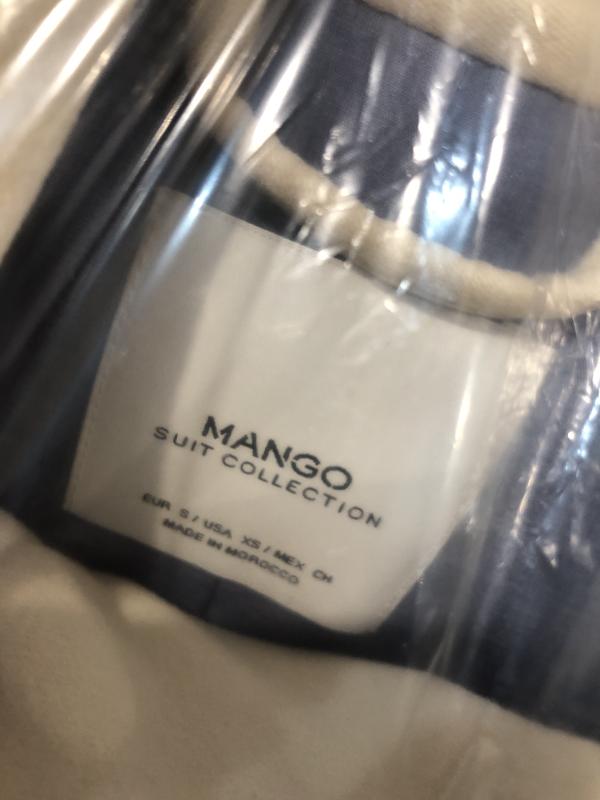 MANGO
SUIT COLLECTION
EUR S / USA XS / MEX CH
MADE IN MOROCCO